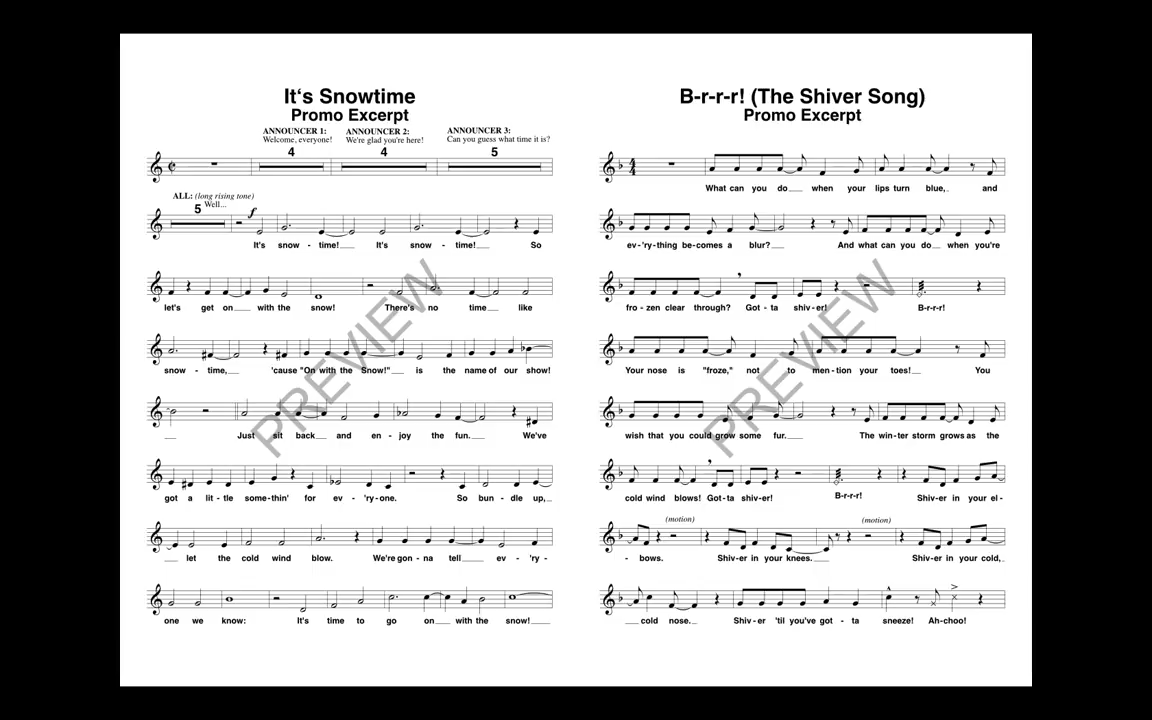 It's Snowtime
Promo Excerpt
ANNOUNCER 1:
Welcome, everyone!
ANNOUNCER 2:
We're glad you're here!
ANNOUNCER 3:
Can you guess what time it is?
4
4
5
ALL: (long rising tone)
5 Well...
f
It's snow - time! It's snow - time! So
let's get on with the snow! There's no time like
snow - time, 'cause "On with the Snow!" is the name of our show!
Just sit back and en - joy the fun. We've
got a lit - tle some-thin' for ev - 'ry-one. So bun - dle up,
let the cold wind blow. We're gon - na tell ev - 'ry -
one we know: It's time to go on with the snow!
PREVIEW
B-r-r-r! (The Shiver Song)
Promo Excerpt
What can you do when your lips turn blue, and
ev-'ry-thing be-comes a blur? And what can you do when you're
fro - zen clear through? Got - ta shiv-er! B-r-r-r!
Your nose is "froze," not to men-tion your toes! You
wish that you could grow some fur. The win-ter storm grows as the
cold wind blows! Got-ta shiv-er! B-r-r-r! Shiv-er in your el-
(motion) (motion)
- bows. Shiv-er in your knees. Shiv-er in your cold,
cold nose. Shiv-er 'til you've got - ta sneeze! Ah-choo!
PREVIEW